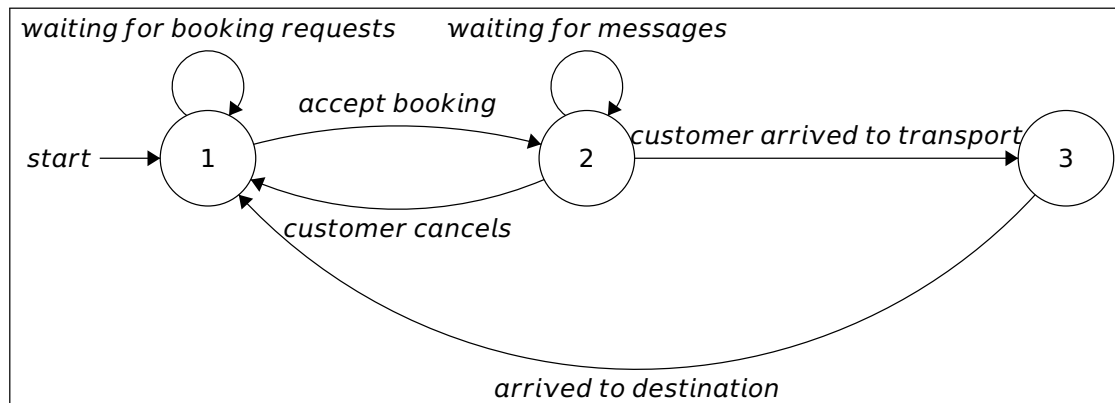 waiting for booking requests
waiting for messages
accept booking
customer arrived to transport
start
1
2
3
customer cancels
arrived to destination